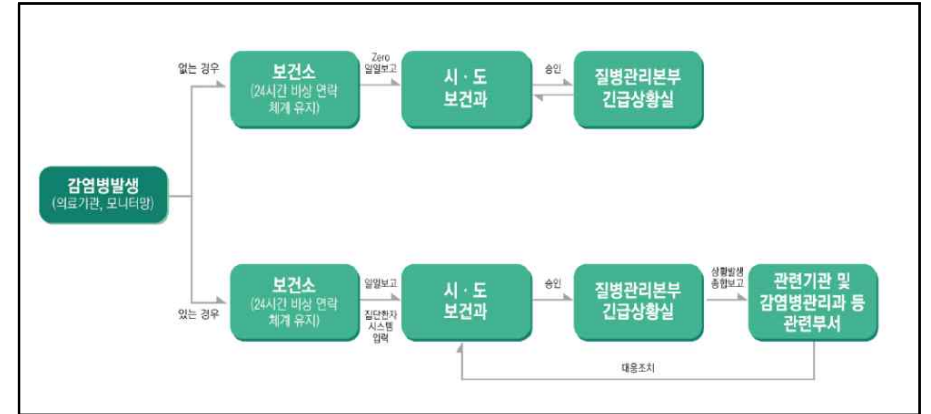 없는 경우
보건소
(24시간 비상 연락
체계 유지)
Zero
일열보고
시 · 도
보건과
승인
질병관리본부
긴급상황실
감염병발생
(의료기관, 모니터망)
있는 경우
보건소
(24시간 비상 연락
체계 유지)
일열보고
집단환자
시스템
입력
시 · 도
보건과
승인
질병관리본부
긴급상황실
상황발생
종합보고
관련기관 및
감염병관리과 등
관련부서
대응조치